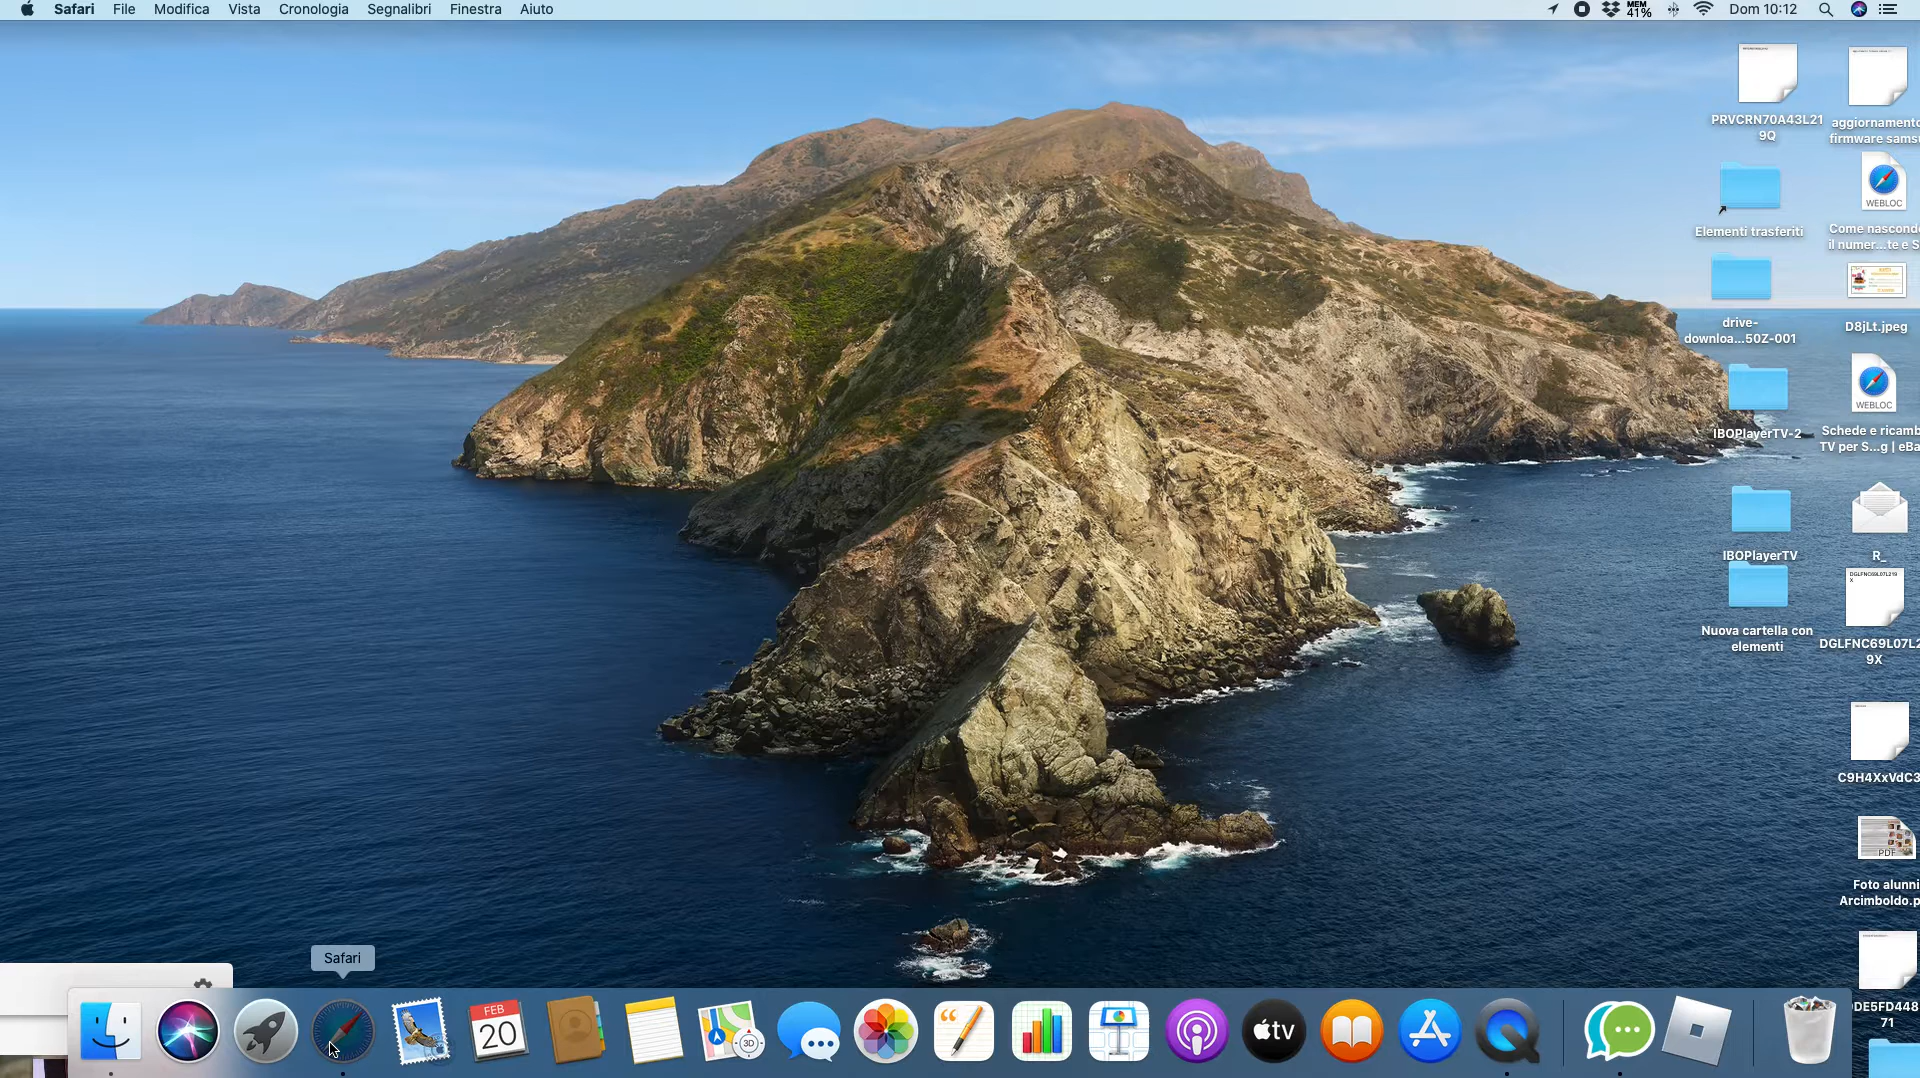 Safari File Modifica Vista Cronologia Segnalibri Finestra Aiuto
MEM
41%
Dom 10:12
PRVCRN70A43L21
9Q
aggiornamento
firmware sams
WEBLOC
Elementi trasferiti
Come nascond
il numer...te e S
drive-
downloa...50Z-001
D8jLt.jpeg
WEBLOC
IBOPlayerTV-2
Schede e ricamb
TV per S...g | eBa
IBOPlayerTV
R_
DGLFNC69L07L219
X
Nuova cartella con
elementi
DGLFNC69L07L2
9X
C9H4XxVdC3
PDF
Foto alunni
Arcimboldo.p
Safari
DE5FD448
71
FEB
20
3D
tv